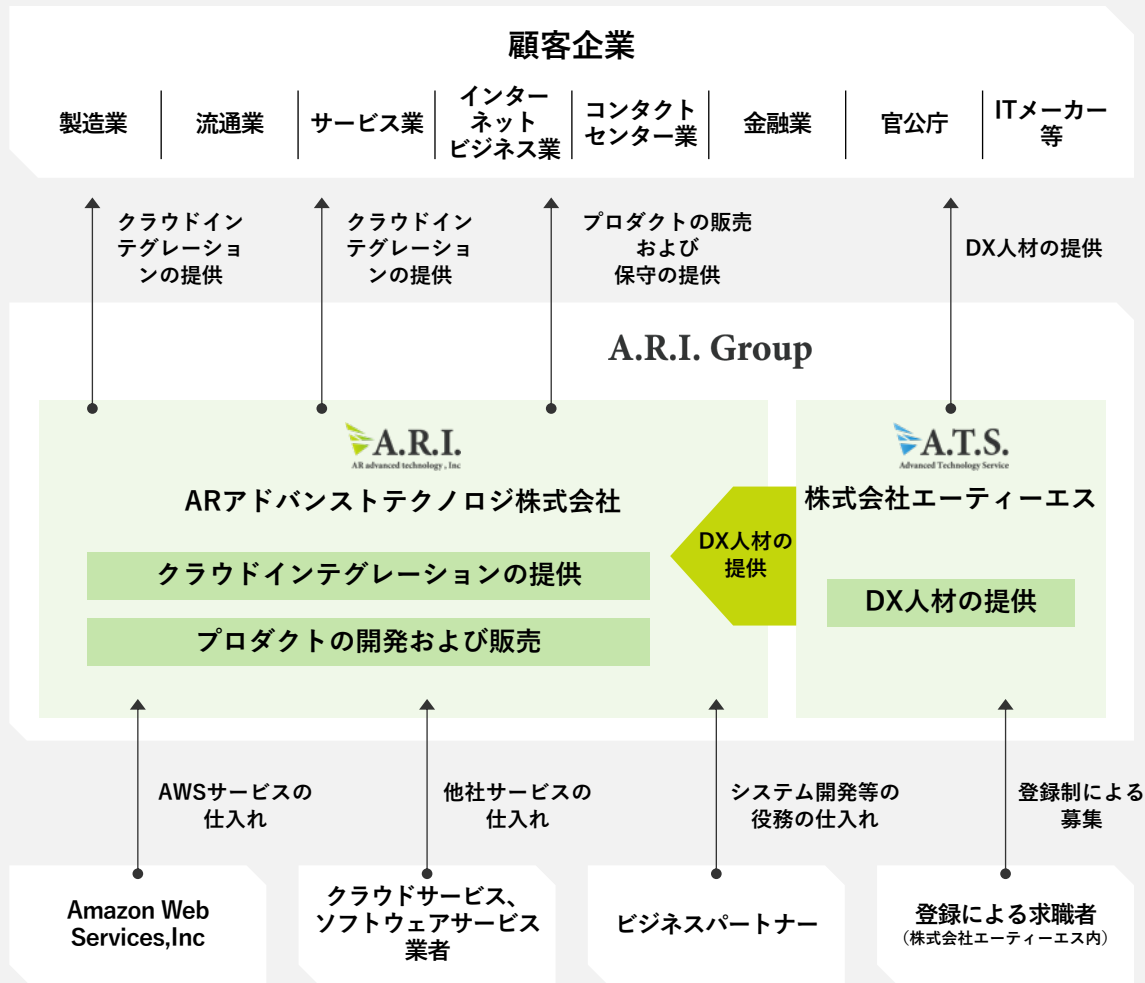 顧客企業
製造業
流通業
サービス業
インター
ネット
ビジネス業
コンタクト
センター業
金融業
官公庁
ITメーカー
等
クラウドイン
テグレーショ
ンの提供
クラウドイン
テグレーショ
ンの提供
プロダクトの販売
および
保守の提供
DX人材の提供
A.R.I. Group
A.R.I.
AR advanced technology , Inc
ARアドバンストテクノロジ株式会社
クラウドインテグレーションの提供
プロダクトの開発および販売
DX人材の
提供
A.T.S.
Advanced Technology Service
株式会社エーティーエス
DX人材の提供
AWSサービスの
仕入れ
他社サービスの
仕入れ
システム開発等の
役務の仕入れ
登録制による
募集
Amazon Web
Services,Inc
クラウドサービス、
ソフトウェアサービス
業者
ビジネスパートナー
登録による求職者
（株式会社エーティーエス内）